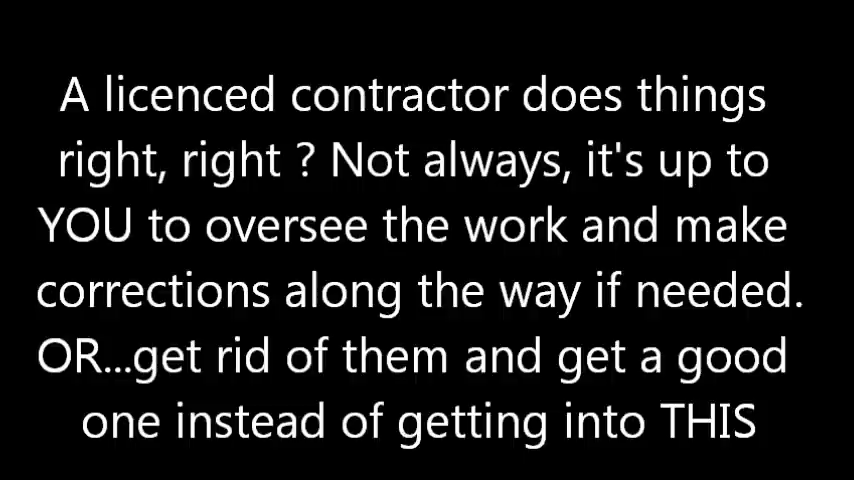 A licenced contractor does things
right, right ? Not always, it's up to
YOU to oversee the work and make
corrections along the way if needed.
OR...get rid of them and get a good
one instead of getting into THIS